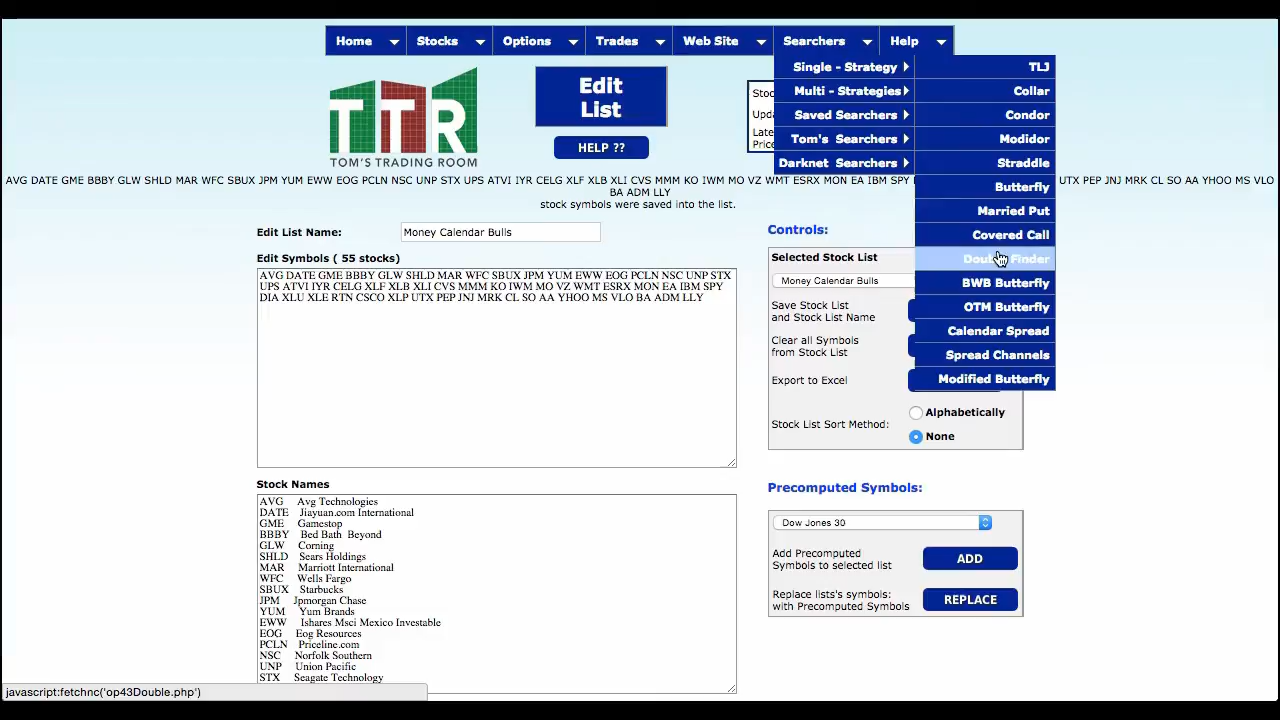 Home
Stocks
Options
Trades
Web Site
Searchers
Help
Single - Strategy
Multi - Strategies
Saved Searchers
Tom's Searchers
Darknet Searchers
TLJ
Collar
Condor
Modidor
Straddle
Butterfly
Married Put
Covered Call
Finder
BWB Butterfly
OTM Butterfly
Calendar Spread
Spread Channels
Modified Butterfly
TTR
TOM'S TRADING ROOM
Edit
List
HELP ??
AVG DATE GME BBBY GLW SHLD MAR WFC SBUX JPM YUM EWW EOG PCLN NSC UNP STX UPS ATVI IYR CELG XLF XLB XLI CVS MMM KO IWM MO VZ WMT ESRX MON EA IBM SPY UTX PEP JNJ MRK CL SO AA YHOO MS VLO
BA ADM LLY
stock symbols were saved into the list.
Edit List Name:
Money Calendar Bulls
Edit Symbols ( 55 stocks)
AVG DATE GME BBBY GLW SHLD MAR WFC SBUX JPM YUM EWW EOG PCLN NSC UNP STX
UPS ATVI IYR CELG XLF XLB XLI CVS MMM KO IWM MO VZ WMT ESRX MON EA IBM SPY
DIA XLU XLE RTN CSCO XLP UTX PEP JNJ MRK CL SO AA YHOO MS VLO BA ADM LLY
Stock Names
AVG Avg Technologies
DATE Jiayuan.com International
GME Gamestop
BBBY Bed Bath Beyond
GLW Corning
SHLD Sears Holdings
MAR Marriott International
WFC Wells Fargo
SBUX Starbucks
JPM Jpmorgan Chase
YUM Yum Brands
EWW Ishares Msci Mexico Investable
EOG Eog Resources
PCLN Priceline.com
NSC Norfolk Southern
UNP Union Pacific
STX Seagate Technology
Controls:
Selected Stock List
Money Calendar Bulls
Save Stock List
and Stock List Name
Clear all Symbols
from Stock List
Export to Excel
Stock List Sort Method:
Alphabetically
None
Precomputed Symbols:
Dow Jones 30
Add Precomputed
Symbols to selected list
ADD
Replace lists's symbols:
with Precomputed Symbols
REPLACE
javascript:fetchnc('op43Double.php')